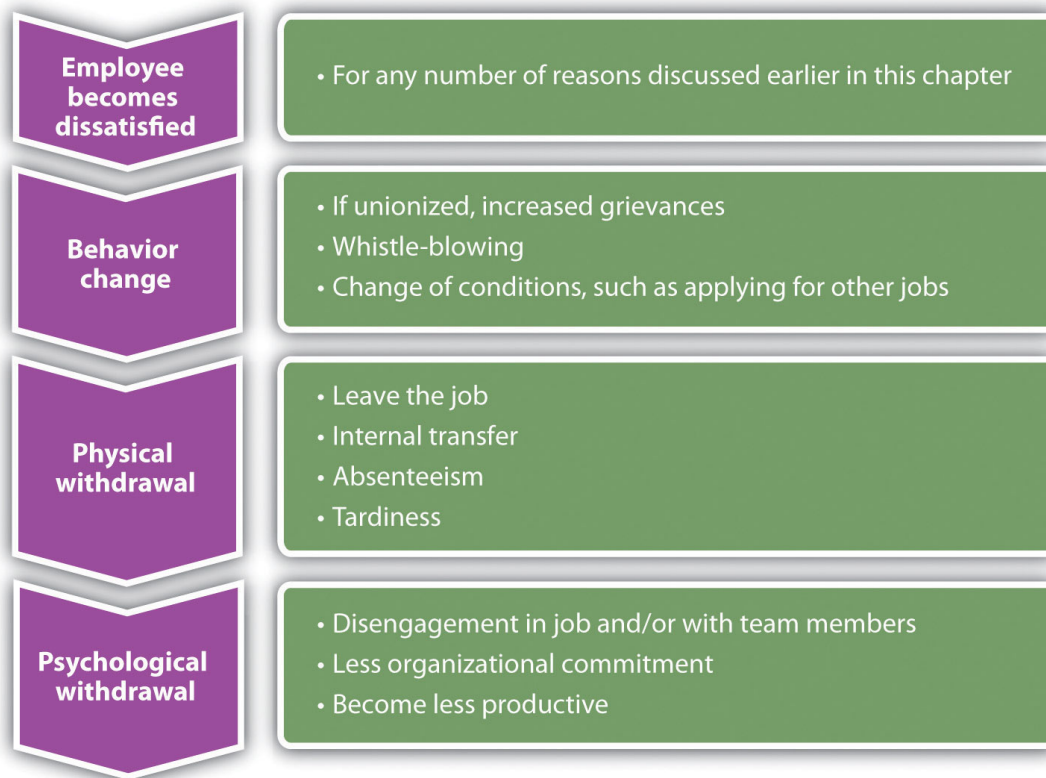 Employee
becomes
dissatisfied
• For any number of reasons discussed earlier in this chapter
Behavior
change
• If unionized, increased grievances
• Whistle-blowing
• Change of conditions, such as applying for other jobs
Physical
withdrawal
• Leave the job
• Internal transfer
• Absenteeism
• Tardiness
Psychological
withdrawal
• Disengagement in job and/or with team members
• Less organizational commitment
• Become less productive